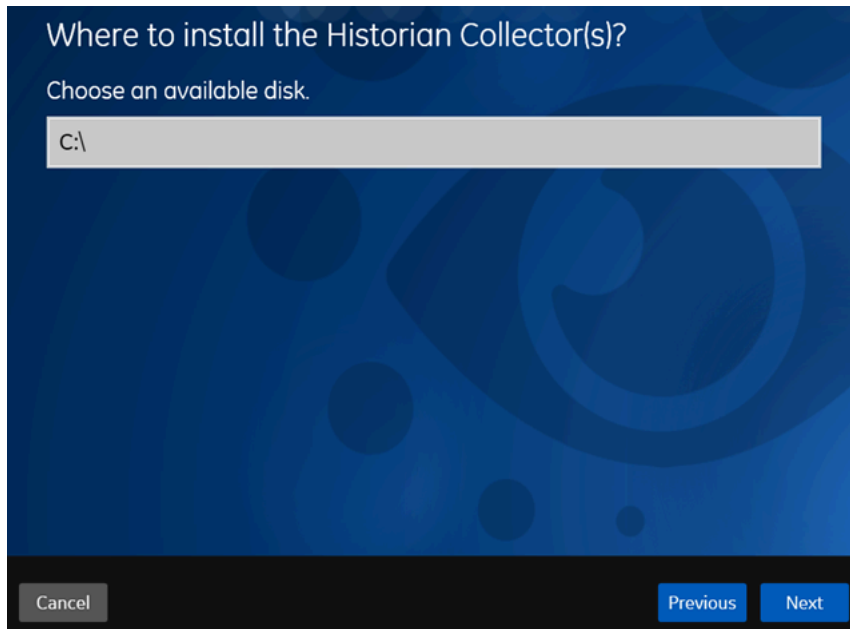 Where to install the Historian Collector(s)?
Choose an available disk.
C:\
Cancel
Previous
Next